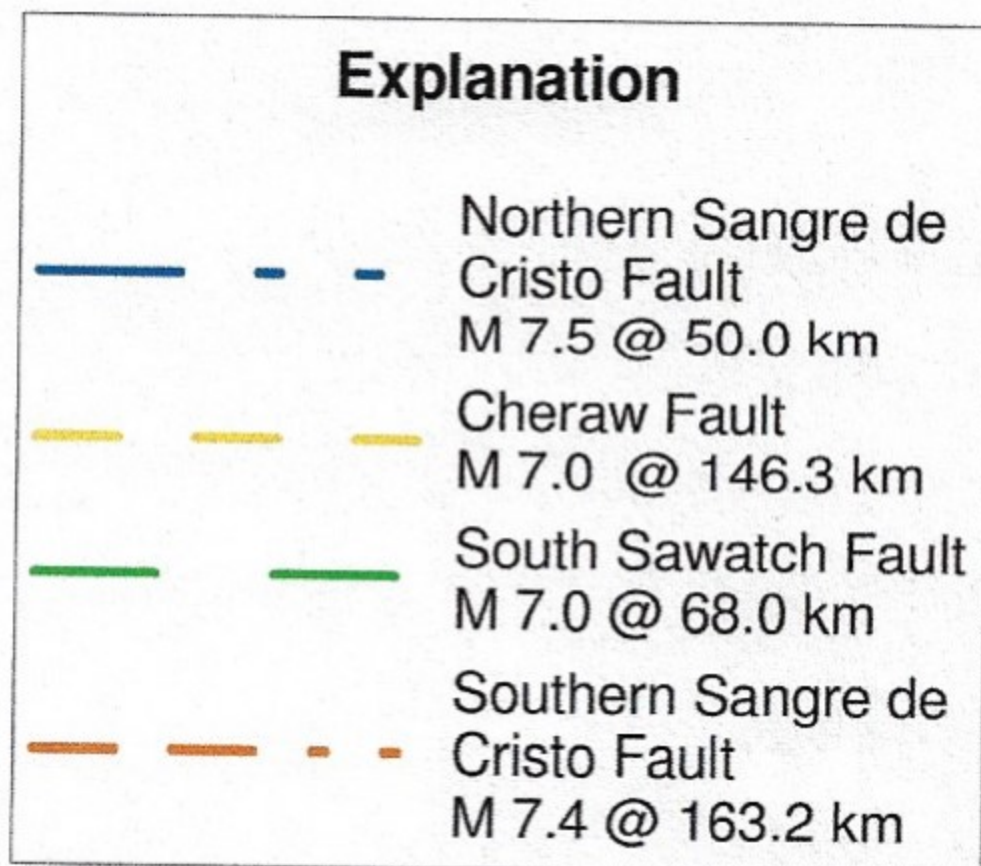 Explanation
Northern Sangre de
Cristo Fault
M 7.5 @ 50.0 km
Cheraw Fault
M 7.0 @ 146.3 km
South Sawatch Fault
M 7.0 @ 68.0 km
Southern Sangre de
Cristo Fault
M 7.4 @ 163.2 km